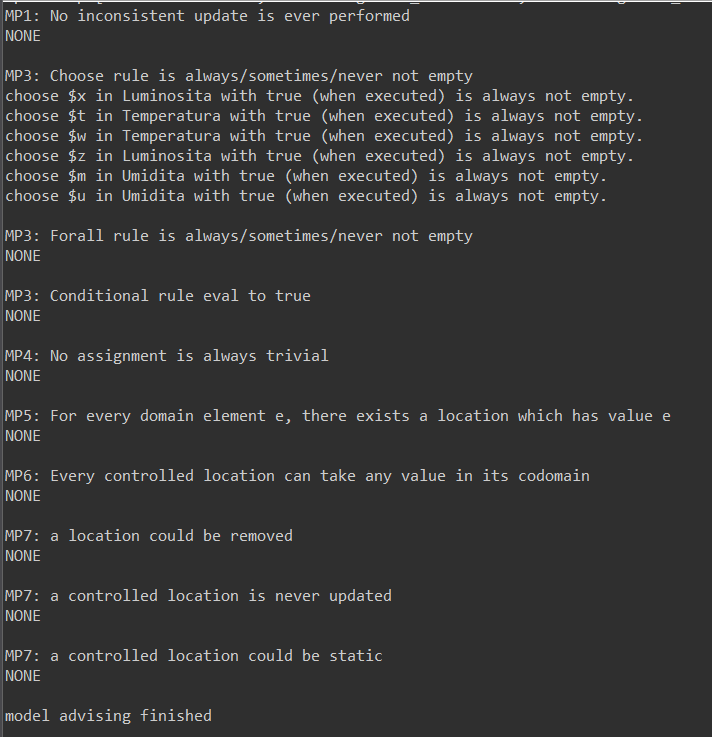 MP1: No inconsistent update is ever performed
NONE
MP3: Choose rule is always/sometimes/never not empty
choose $x in Luminosita with true (when executed) is always not empty.
choose $t in Temperatura with true (when executed) is always not empty.
choose $w in Temperatura with true (when executed) is always not empty.
choose $z in Luminosita with true (when executed) is always not empty.
choose $m in Umidita with true (when executed) is always not empty.
choose $u in Umidita with true (when executed) is always not empty.
MP3: Forall rule is always/sometimes/never not empty
NONE
MP3: Conditional rule eval to true
NONE
MP4: No assignment is always trivial
NONE
MP5: For every domain element e, there exists a location which has value e
NONE
MP6: Every controlled location can take any value in its codomain
NONE
MP7: a location could be removed
NONE
MP7: a controlled location is never updated
NONE
MP7: a controlled location could be static
NONE
model advising finished